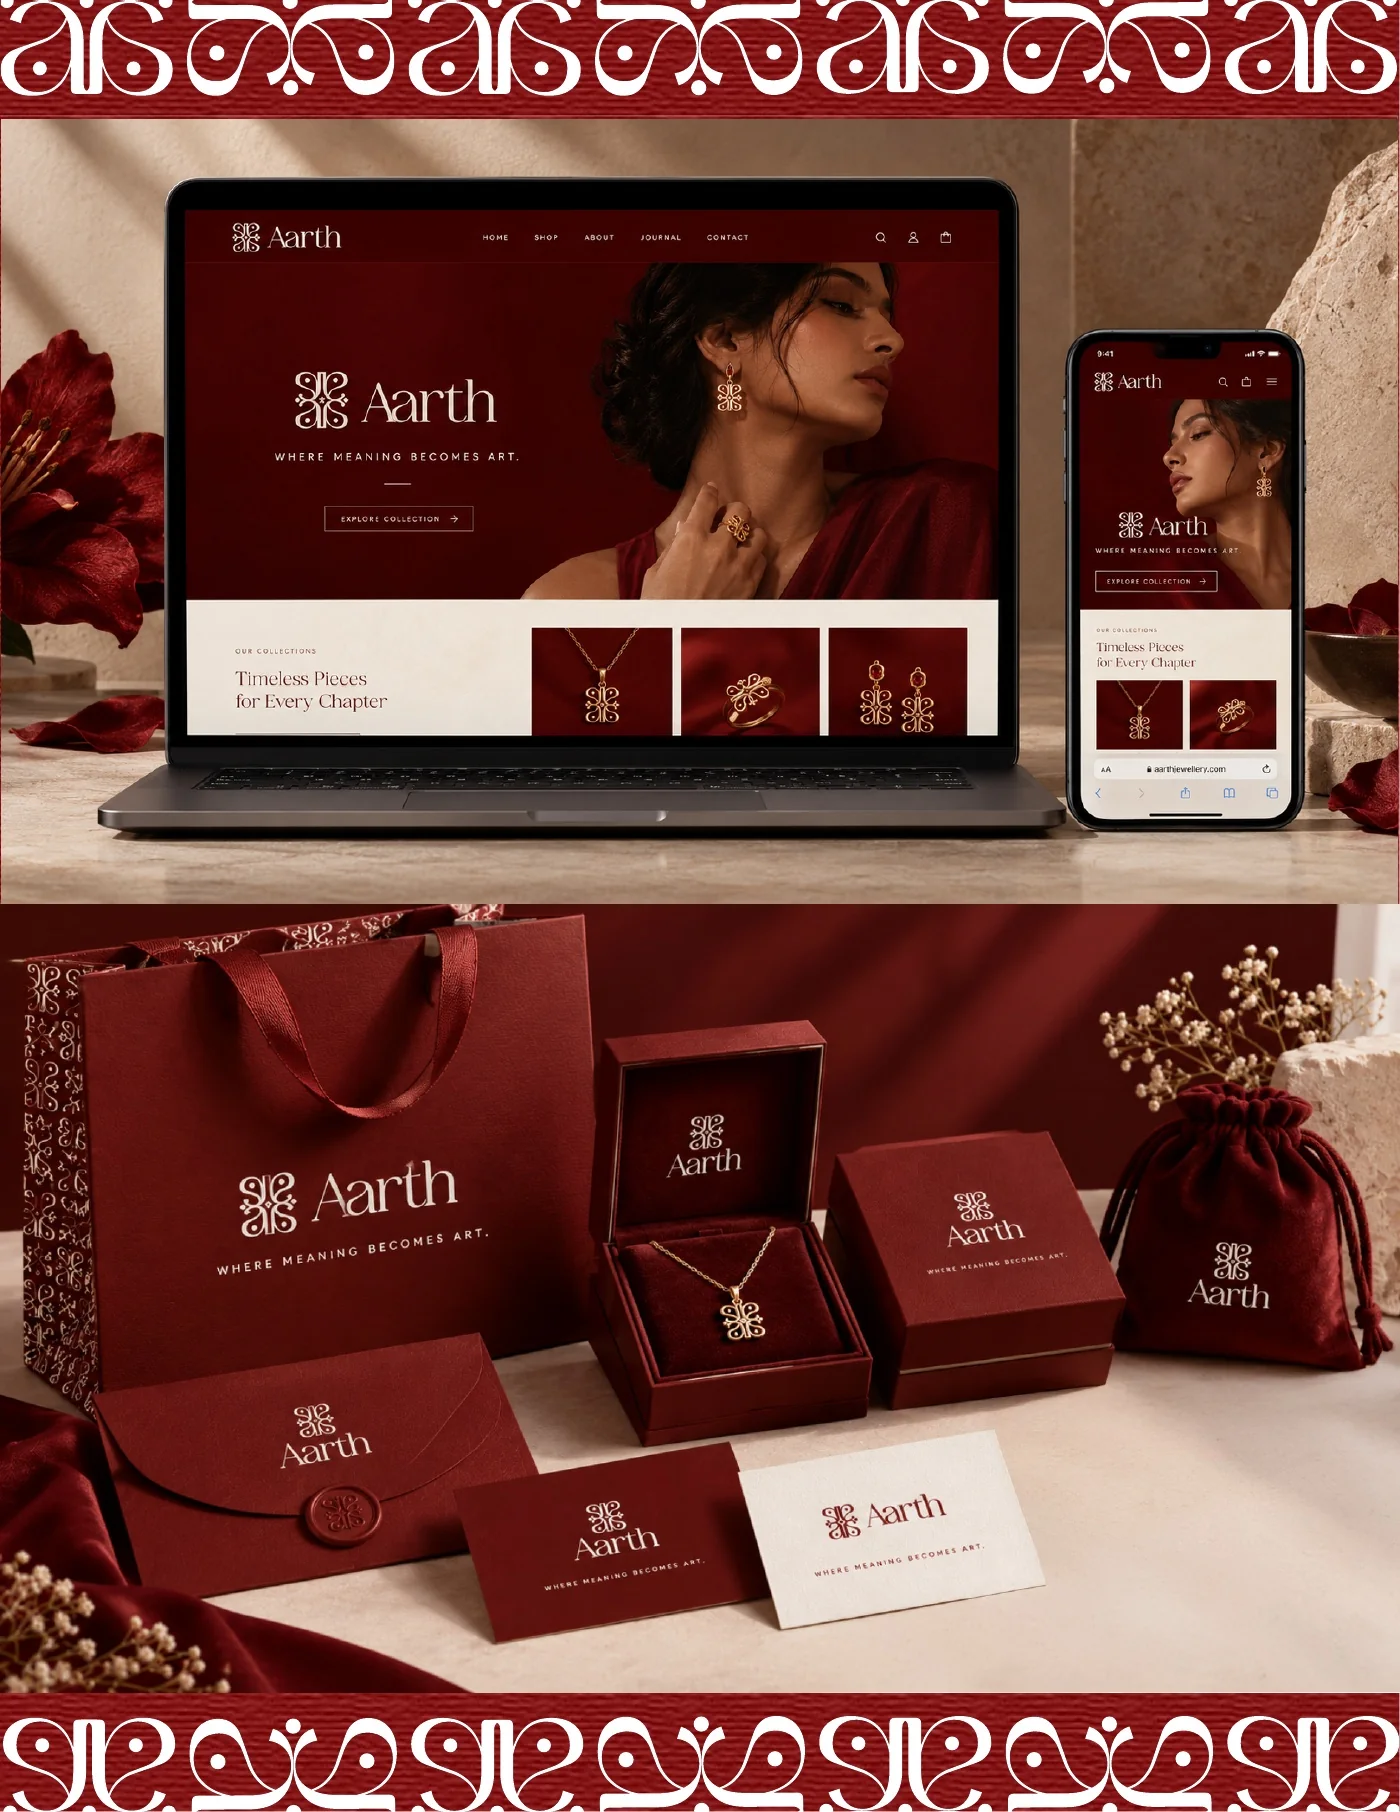 Aarth
HOME SHOP ABOUT JOURNAL CONTACT
Aarth
WHERE MEANING BECOMES ART.
EXPLORE COLLECTION →
OUR COLLECTIONS
Timeless Pieces
for Every Chapter
9:41
Aarth
Aarth
WHERE MEANING BECOMES ART.
EXPLORE COLLECTION →
OUR COLLECTIONS
Timeless Pieces
for Every Chapter
AA aarthjewellery.com
Aarth
WHERE MEANING BECOMES ART.
Aarth
Aarth
WHERE MEANING BECOMES ART.
Aarth
Aarth
Aarth
WHERE MEANING BECOMES ART.
Aarth
WHERE MEANING BECOMES ART.